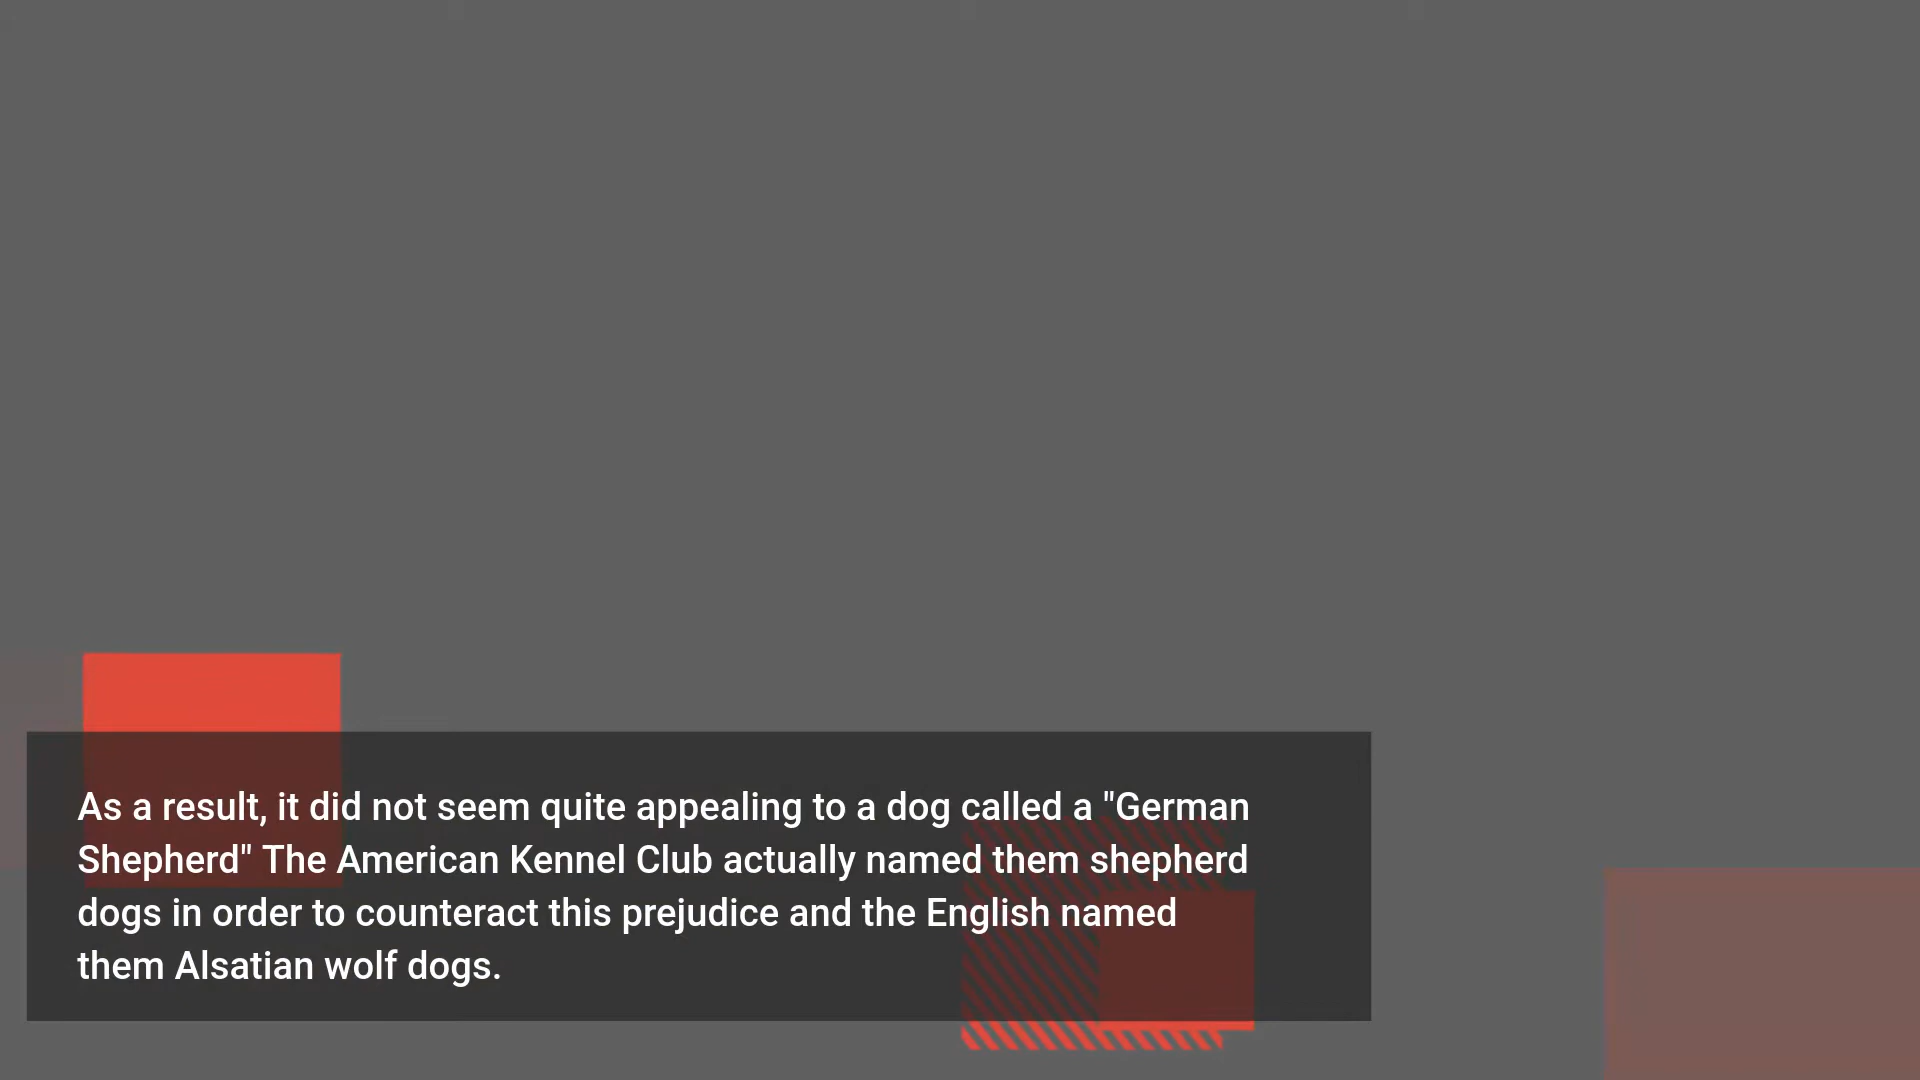 As a result, it did not seem quite appealing to a dog called a "German
Shepherd" The American Kennel Club actually named them shepherd
dogs in order to counteract this prejudice and the English named
them Alsatian wolf dogs.